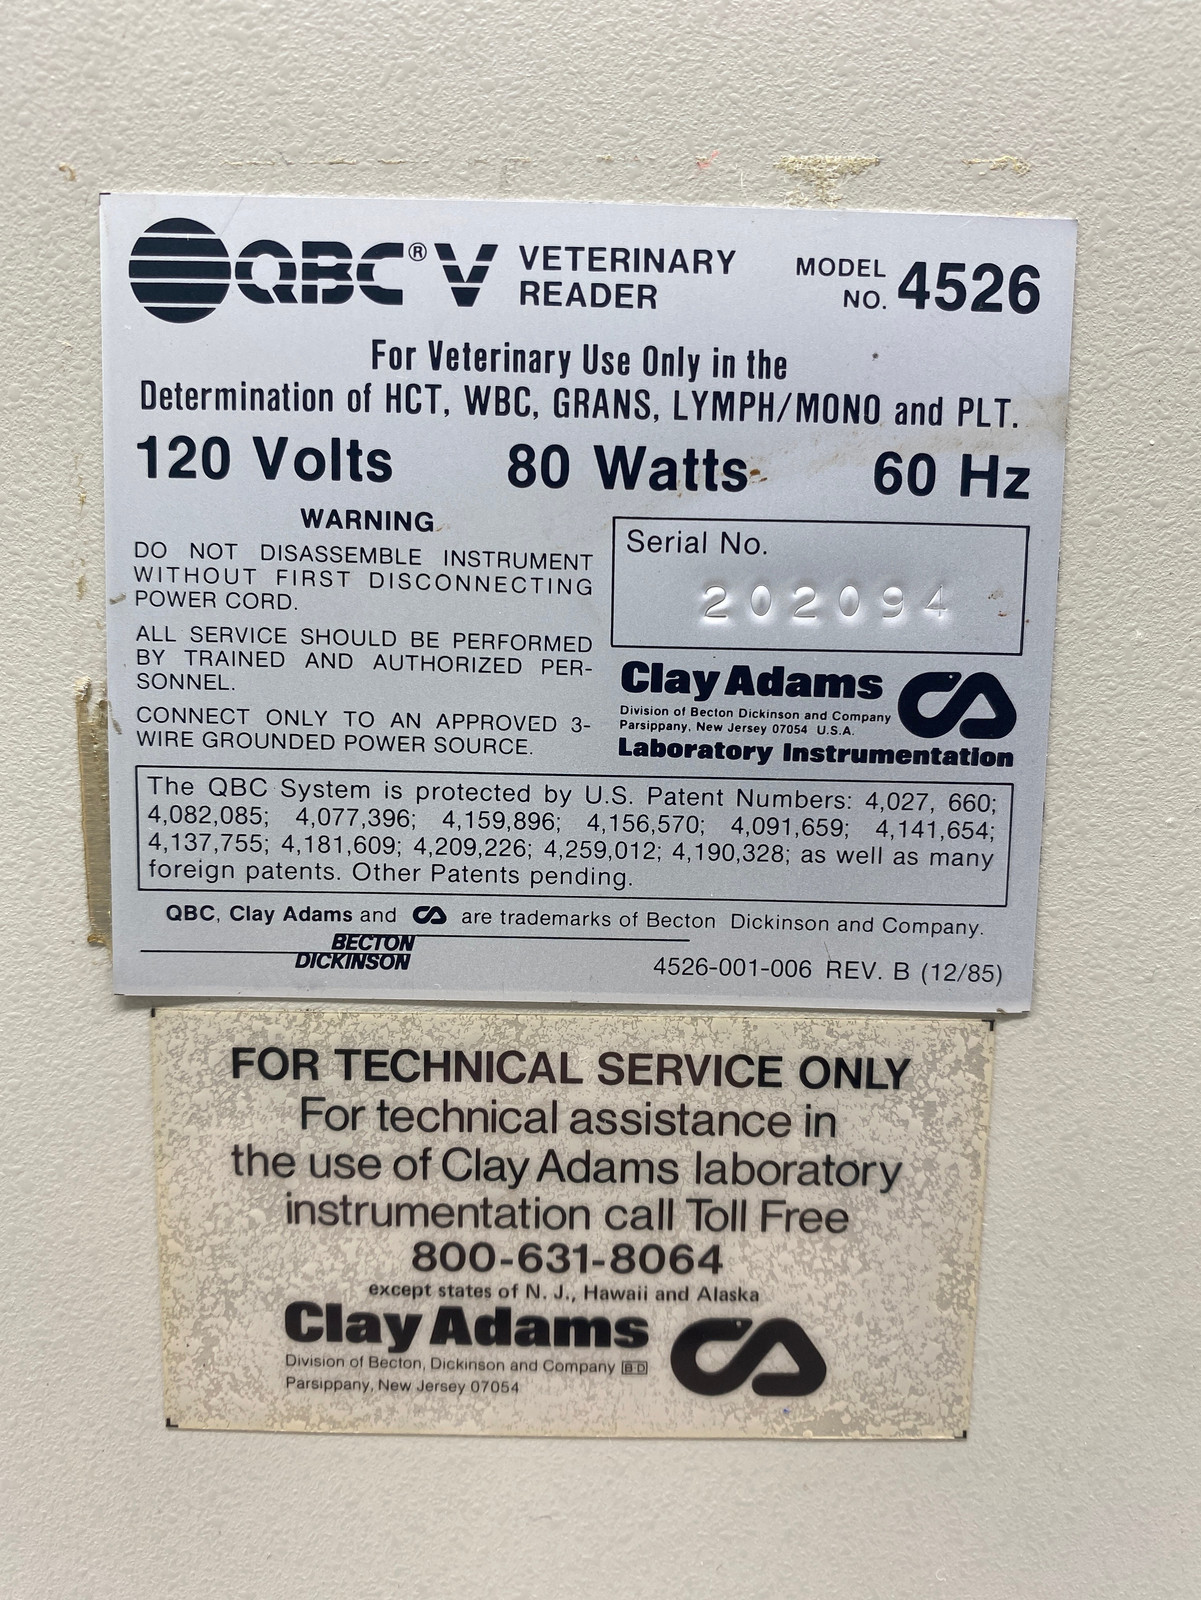 QBC® V VETERINARY READER MODEL NO. 4526
For Veterinary Use Only in the
Determination of HCT, WBC, GRANS, LYMPH/MONO and PLT.
120 Volts 80 Watts 60 Hz
WARNING
DO NOT DISASSEMBLE INSTRUMENT
WITHOUT FIRST DISCONNECTING
POWER CORD.
ALL SERVICE SHOULD BE PERFORMED
BY TRAINED AND AUTHORIZED PER-
SONNEL.
CONNECT ONLY TO AN APPROVED 3-
WIRE GROUNDED POWER SOURCE.
Serial No.
202094
Clay Adams CA
Division of Becton Dickinson and Company
Parsippany, New Jersey 07054 U.S.A.
Laboratory Instrumentation
The QBC System is protected by U.S. Patent Numbers: 4,027, 660;
4,082,085; 4,077,396; 4,159,896; 4,156,570; 4,091,659; 4,141,654;
4,137,755; 4,181,609; 4,209,226; 4,259,012; 4,190,328; as well as many
foreign patents. Other Patents pending.
QBC, Clay Adams and CA are trademarks of Becton Dickinson and Company.
BECTON
DICKINSON
4526-001-006 REV. B (12/85)
FOR TECHNICAL SERVICE ONLY
For technical assistance in
the use of Clay Adams laboratory
instrumentation call Toll Free
800-631-8064
except states of N. J., Hawaii and Alaska
Clay Adams CA
Division of Becton, Dickinson and Company B-D
Parsippany, New Jersey 07054